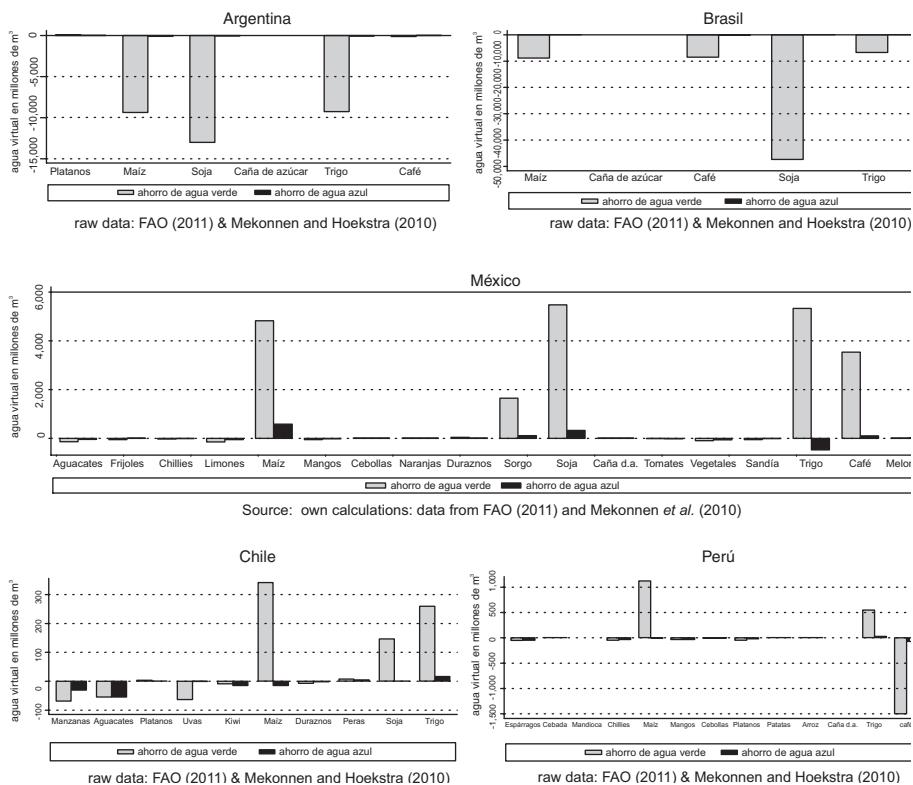 Argentina
agua virtual en millones de m³
0
-5,000
-10,000
-15,000
Platanos Maíz Soja Caña de azúcar Trigo Café
ahorro de agua verde ahorro de agua azul
raw data: FAO (2011) & Mekonnen and Hoekstra (2010)
Brasil
agua virtual en millones de m³
0
-10,000
-20,000
-30,000
-40,000
-50,000
Maíz Caña de azúcar Café Soja Trigo
ahorro de agua verde ahorro de agua azul
raw data: FAO (2011) & Mekonnen and Hoekstra (2010)
México
agua virtual en millones de m³
6,000
4,000
2,000
0
Aguacates Frijoles Chillies Limones Maíz Mangos Cebollas Naranjas Duraznos Sorgo Soja Caña d.a. Tomates Vegetales Sandía Trigo Café Melon
ahorro de agua verde ahorro de agua azul
Source: own calculations: data from FAO (2011) and Mekonnen et al. (2010)
Chile
agua virtual en millones de m³
300
200
100
0
-100
Manzanas Aguacates Platanos Uvas Kiwi Maíz Duraznos Peras Soja Trigo
ahorro de agua verde ahorro de agua azul
raw data: FAO (2011) & Mekonnen and Hoekstra (2010)
Perú
agua virtual en millones de m³
1,000
500
0
-500
-1,000
-1,500
Espárragos Cebada Mandioca Chillies Maíz Mangos Cebollas Platanos Patatas Arroz Caña d.a. Trigo café
ahorro de agua verde ahorro de agua azul
raw data: FAO (2011) & Mekonnen and Hoekstra (2010)